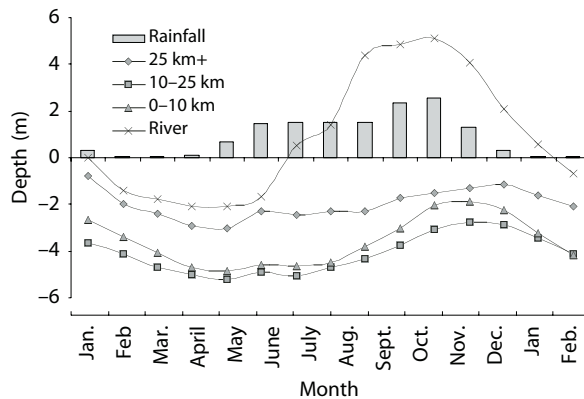 6
4
2
0
−2
−4
−6
Depth (m)
Rainfall
25 km+
10–25 km
0–10 km
River
Jan.
Feb
Mar.
April
May
June
July
Aug.
Sept.
Oct.
Nov.
Dec.
Jan
Feb.
Month